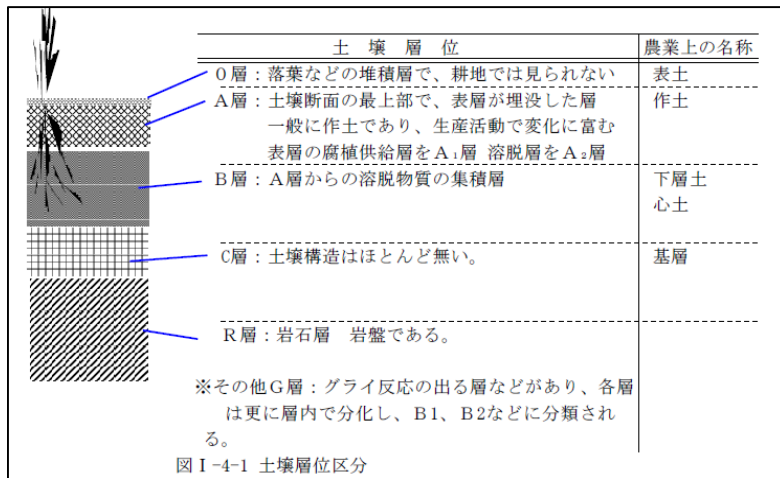 土 壌 層 位 農業上の名称
O層：落葉などの堆積層で、耕地では見られない 表土
A層：土壌断面の最上部で、表層が埋没した層 作土
一般に作土であり、生産活動で変化に富む
表層の腐植供給層をA₁層 溶脱層をA₂層
B層：A層からの溶脱物質の集積層 下層土
心土
C層：土壌構造はほとんど無い。 基層
R層：岩石層 岩盤である。
※その他G層：グライ反応の出る層などがあり、各層
は更に層内で分化し、B1、B2などに分類され
る。
図Ⅰ-4-1 土壌層位区分